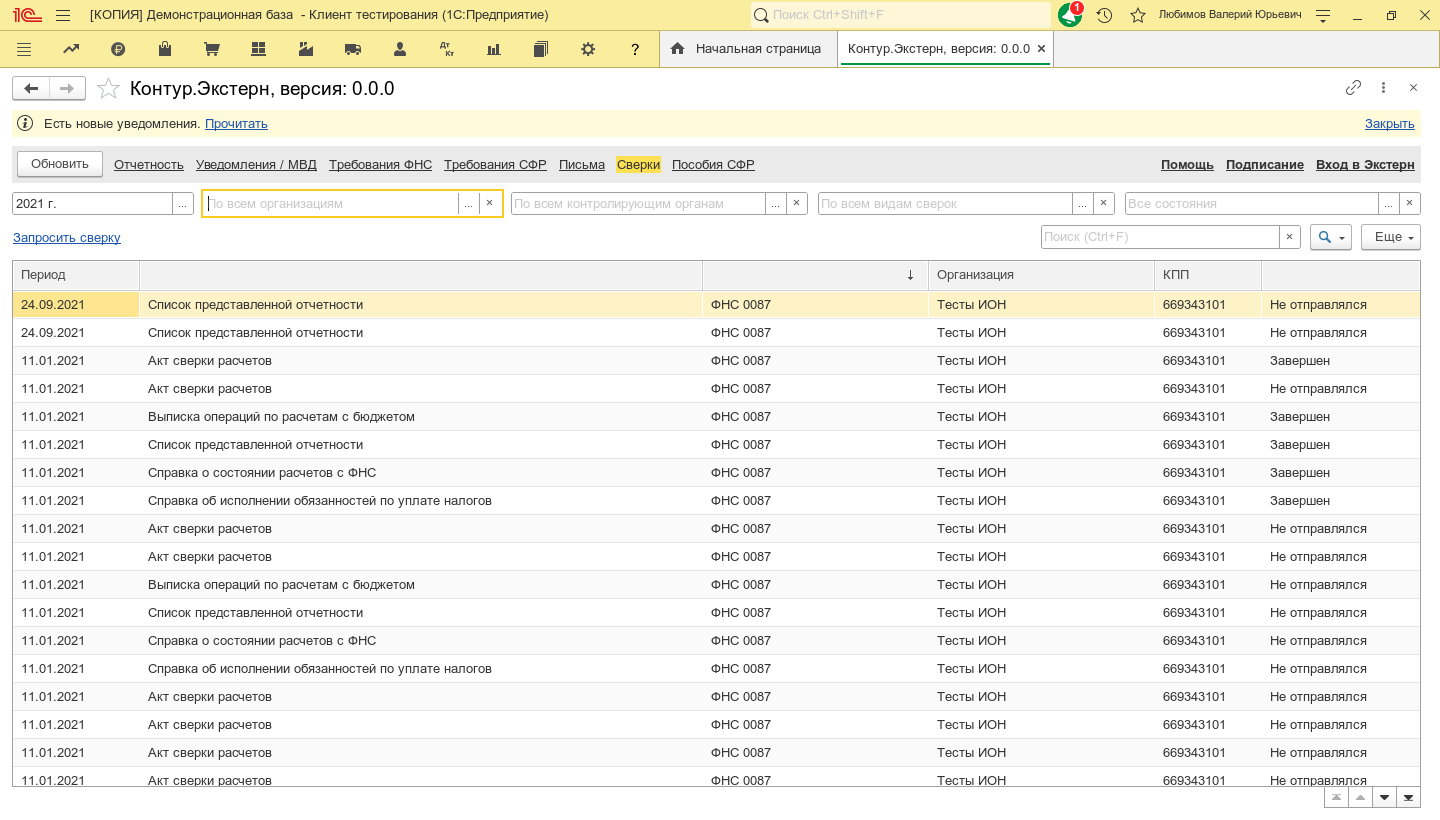 [КОПИЯ] Демонстрационная база - Клиент тестирования (1С:Предприятие) Поиск Ctrl+Shift+F 1 Любимов Валерий Юрьевич
Дт Кт ? Начальная страница Контур.Экстерн, версия: 0.0.0
Контур.Экстерн, версия: 0.0.0
Есть новые уведомления. Прочитать Закрыть
Обновить Отчетность Уведомления / МВД Требования ФНС Требования СФР Письма Сверки Пособия СФР Помощь Подписание Вход в Экстерн
2021 г. ... По всем организациям ... × По всем контролирующим органам ... × По всем видам сверок ... × Все состояния ... ×
Запросить сверку Поиск (Ctrl+F) × Еще
Период ↓ Организация КПП
24.09.2021 Список представленной отчетности ФНС 0087 Тесты ИОН 669343101 Не отправлялся
24.09.2021 Список представленной отчетности ФНС 0087 Тесты ИОН 669343101 Не отправлялся
11.01.2021 Акт сверки расчетов ФНС 0087 Тесты ИОН 669343101 Завершен
11.01.2021 Акт сверки расчетов ФНС 0087 Тесты ИОН 669343101 Не отправлялся
11.01.2021 Выписка операций по расчетам с бюджетом ФНС 0087 Тесты ИОН 669343101 Завершен
11.01.2021 Список представленной отчетности ФНС 0087 Тесты ИОН 669343101 Завершен
11.01.2021 Справка о состоянии расчетов с ФНС ФНС 0087 Тесты ИОН 669343101 Завершен
11.01.2021 Справка об исполнении обязанностей по уплате налогов ФНС 0087 Тесты ИОН 669343101 Завершен
11.01.2021 Акт сверки расчетов ФНС 0087 Тесты ИОН 669343101 Не отправлялся
11.01.2021 Акт сверки расчетов ФНС 0087 Тесты ИОН 669343101 Не отправлялся
11.01.2021 Выписка операций по расчетам с бюджетом ФНС 0087 Тесты ИОН 669343101 Не отправлялся
11.01.2021 Список представленной отчетности ФНС 0087 Тесты ИОН 669343101 Не отправлялся
11.01.2021 Справка о состоянии расчетов с ФНС ФНС 0087 Тесты ИОН 669343101 Не отправлялся
11.01.2021 Справка об исполнении обязанностей по уплате налогов ФНС 0087 Тесты ИОН 669343101 Не отправлялся
11.01.2021 Акт сверки расчетов ФНС 0087 Тесты ИОН 669343101 Не отправлялся
11.01.2021 Акт сверки расчетов ФНС 0087 Тесты ИОН 669343101 Не отправлялся
11.01.2021 Акт сверки расчетов ФНС 0087 Тесты ИОН 669343101 Не отправлялся
11.01.2021 Акт сверки расчетов ФНС 0087 Тесты ИОН 669343101 Не отправлялся